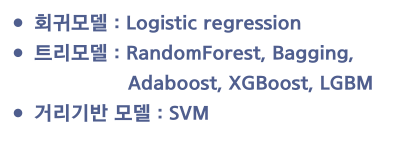 • 회귀모델 : Logistic regression
• 트리모델 : RandomForest, Bagging,
Adaboost, XGBoost, LGBM
• 거리기반 모델 : SVM